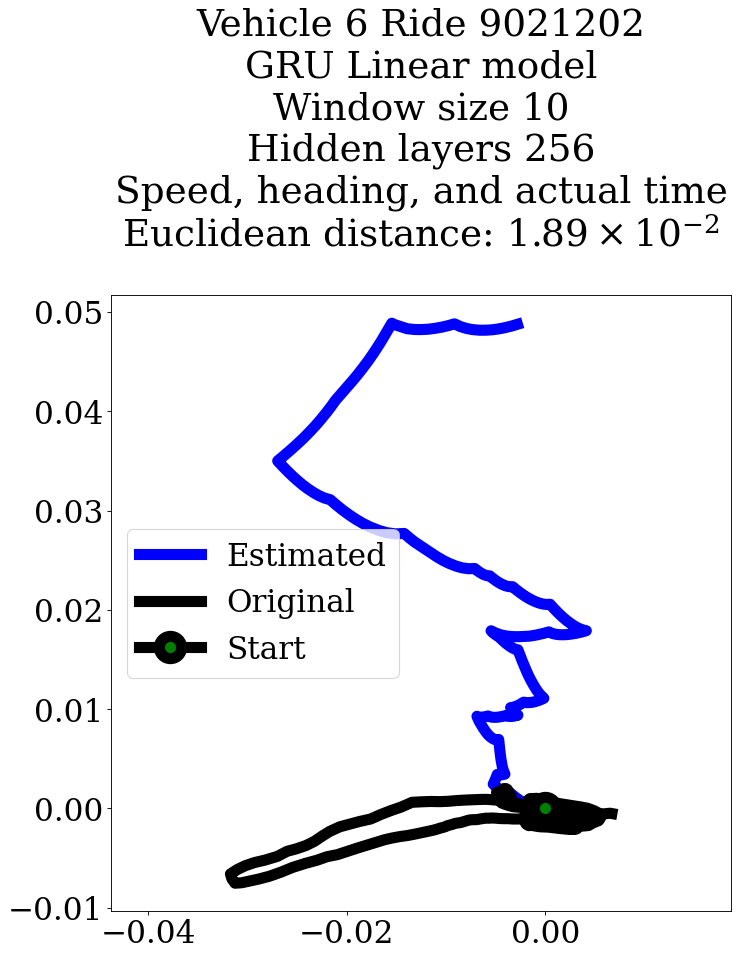 Vehicle 6 Ride 9021202
GRU Linear model
Window size 10
Hidden layers 256
Speed, heading, and actual time
Euclidean distance: 1.89 × 10⁻²
0.05
0.04
0.03
0.02
0.01
0.00
−0.01
Estimated
Original
Start
−0.04 −0.02 0.00